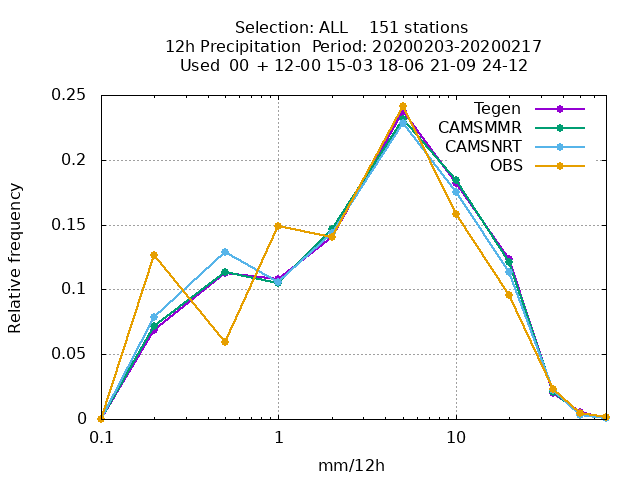 Selection: ALL    151 stations
12h Precipitation  Period: 20200203-20200217
Used  00 + 12-00 15-03 18-06 21-09 24-12
Tegen
CAMSMMR
CAMSNRT
OBS
Relative frequency
0.25
0.2
0.15
0.1
0.05
0
0.1
1
10
mm/12h